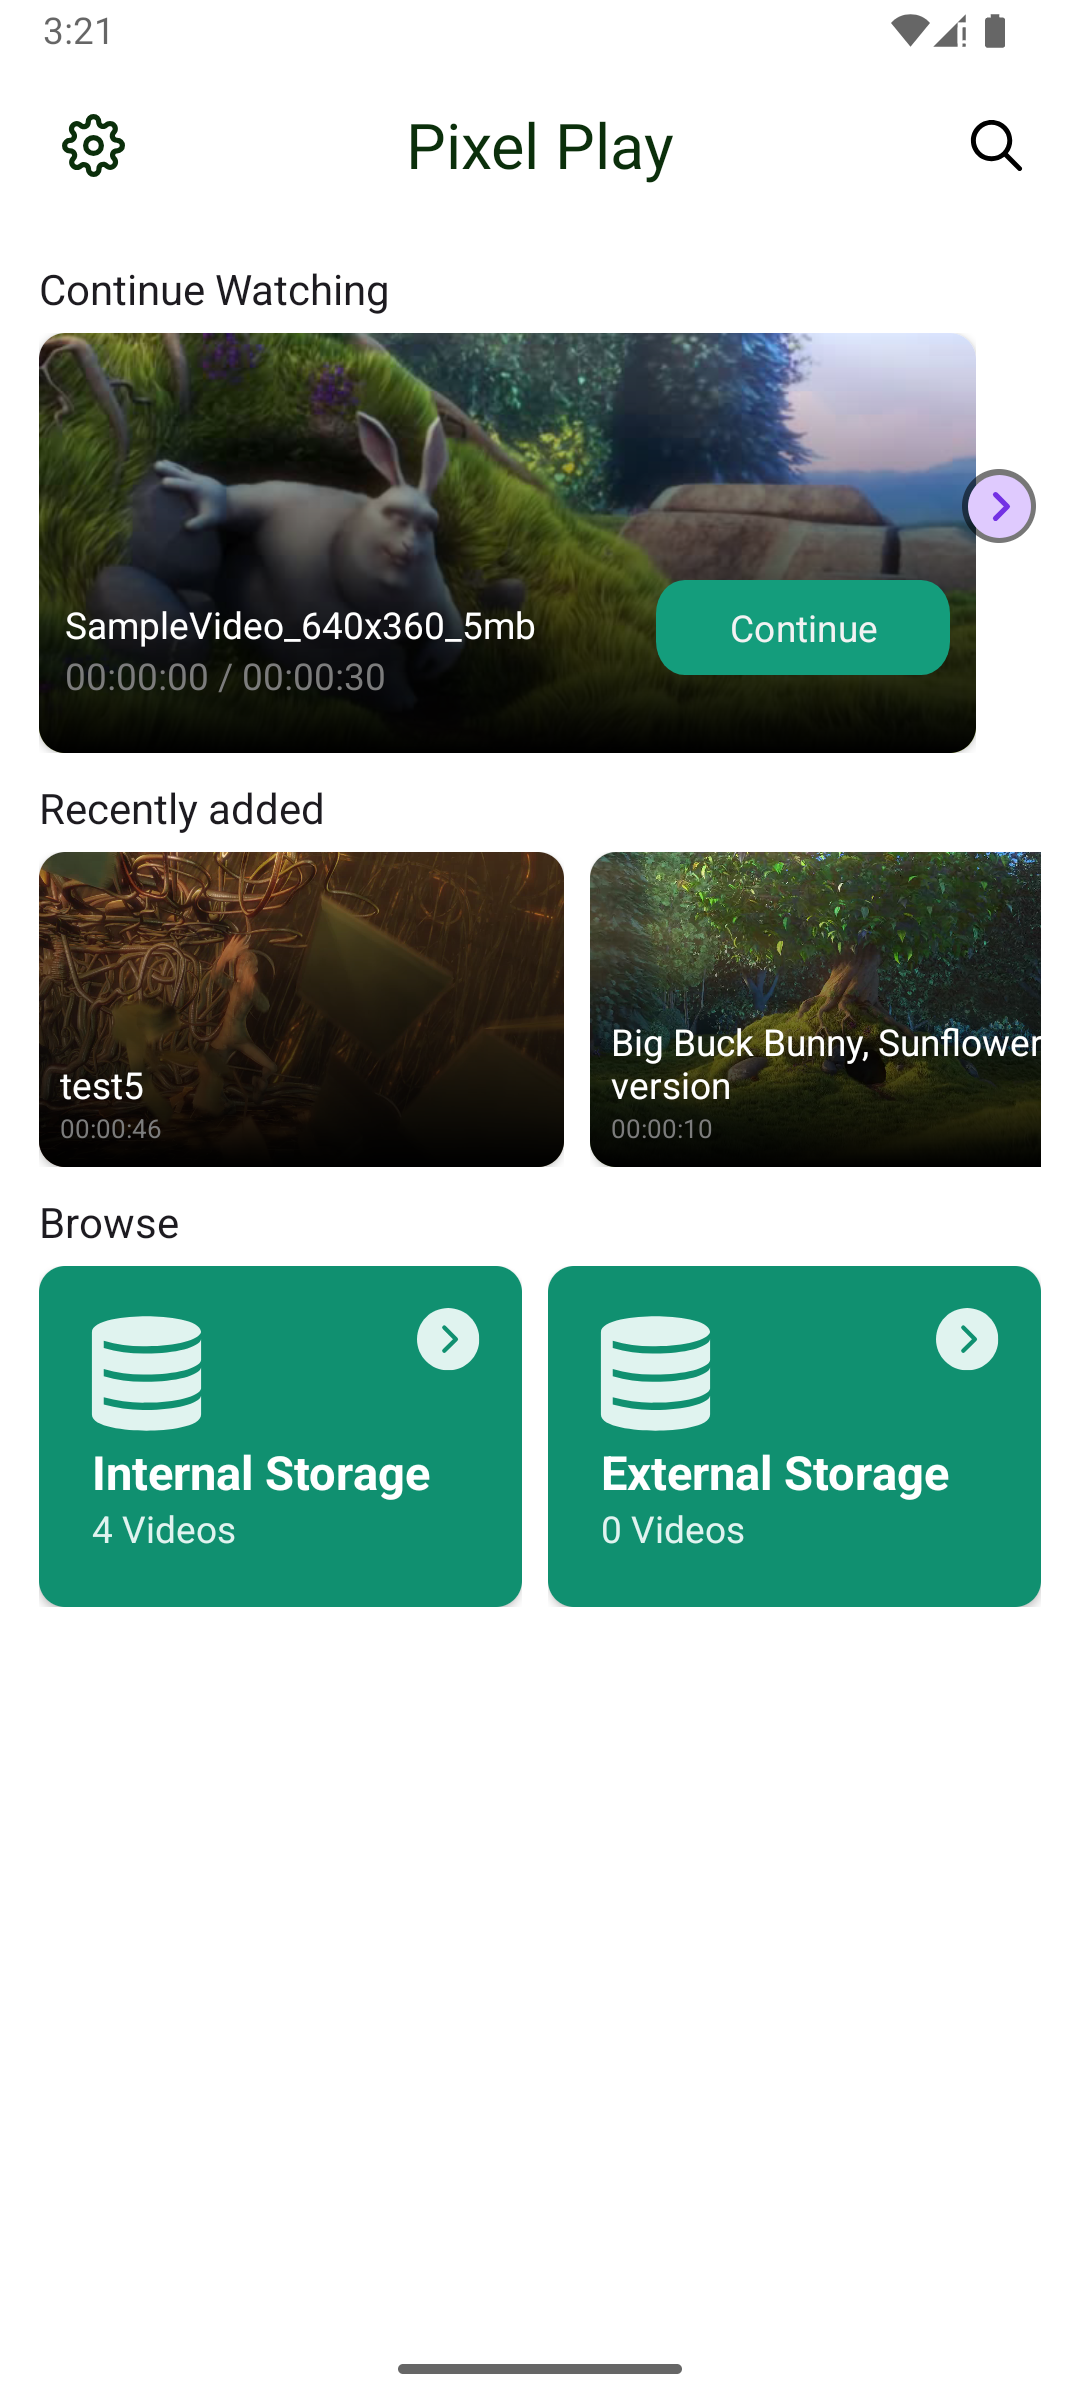 3:21
Pixel Play
Continue Watching
SampleVideo_640x360_5mb
00:00:00 / 00:00:30
Continue
Recently added
test5
00:00:46
Big Buck Bunny, Sunflower
version
00:00:10
Browse
Internal Storage
4 Videos
External Storage
0 Videos